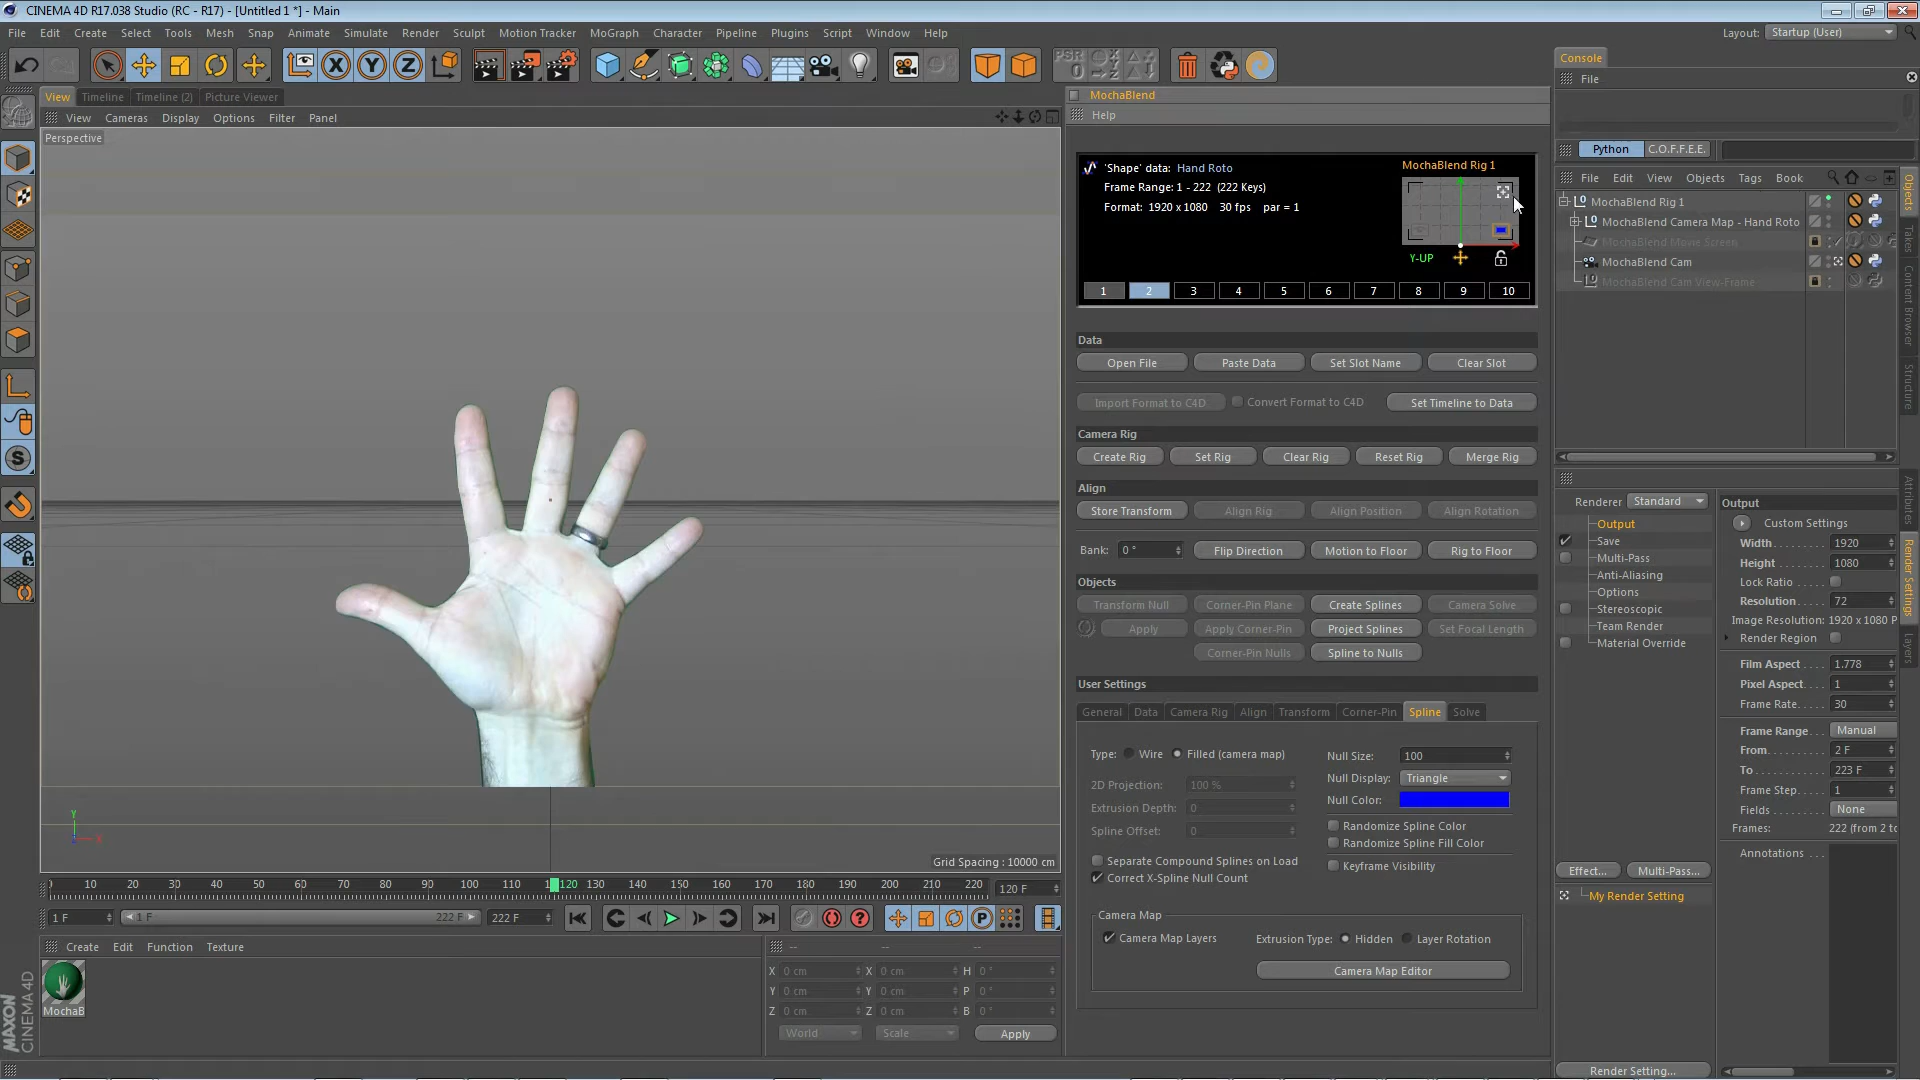 CINEMA 4D R17.038 Studio (RC - R17) - [Untitled 1 *] - Main
File Edit Create Select Tools Mesh Snap Animate Simulate Render Sculpt Motion Tracker MoGraph Character Pipeline Plugins Script Window Help
Layout: Startup (User)
PSR
0
Console
File
View Timeline Timeline (2) Picture Viewer
View Cameras Display Options Filter Panel
Perspective
MochaBlend
Help
'Shape' data: Hand Roto
Frame Range: 1 - 222 (222 Keys)
Format: 1920 x 1080 30 fps par = 1
MochaBlend Rig 1
Y-UP
1 2 3 4 5 6 7 8 9 10
Data
Open File Paste Data Set Slot Name Clear Slot
Import Format to C4D Convert Format to C4D Set Timeline to Data
Camera Rig
Create Rig Set Rig Clear Rig Reset Rig Merge Rig
Align
Store Transform Align Rig Align Position Align Rotation
Bank: 0 ° Flip Direction Motion to Floor Rig to Floor
Objects
Transform Null Corner-Pin Plane Create Splines Camera Solve
Apply Apply Corner-Pin Project Splines Set Focal Length
Corner-Pin Nulls Spline to Nulls
User Settings
General Data Camera Rig Align Transform Corner-Pin Spline Solve
Type: Wire Filled (camera map)
2D Projection: 100 %
Extrusion Depth: 0
Spline Offset: 0
Separate Compound Splines on Load
Correct X-Spline Null Count
Null Size: 100
Null Display: Triangle
Null Color:
Randomize Spline Color
Randomize Spline Fill Color
Keyframe Visibility
Camera Map
Camera Map Layers Extrusion Type: Hidden Layer Rotation
Camera Map Editor
Python C.O.F.F.E.E.
File Edit View Objects Tags Book
MochaBlend Rig 1
MochaBlend Camera Map - Hand Roto
MochaBlend Movie Screen
MochaBlend Cam
MochaBlend Cam View-Frame
Objects
Takes
Content Browser
Structure
Attributes
Render Settings
Layers
Renderer Standard
Output
Save
Multi-Pass
Anti-Aliasing
Options
Stereoscopic
Team Render
Material Override
Effect... Multi-Pass...
My Render Setting
Render Setting...
Output
Custom Settings
Width 1920
Height 1080
Lock Ratio
Resolution 72
Image Resolution: 1920 x 1080 P
Render Region
Film Aspect 1.778
Pixel Aspect 1
Frame Rate 30
Frame Range Manual
From 2 F
To 223 F
Frame Step 1
Fields None
Frames: 222 (from 2 to
Annotations
Y
X
Grid Spacing : 10000 cm
10 20 30 40 50 60 70 80 90 100 110 120 130 140 150 160 170 180 190 200 210 220
120 F
1 F 1 F 222 F 222 F
Create Edit Function Texture
MochaB
MAXON
CINEMA 4D
-- -- --
X 0 cm X 0 cm H 0 °
Y 0 cm Y 0 cm P 0 °
Z 0 cm Z 0 cm B 0 °
World Scale Apply